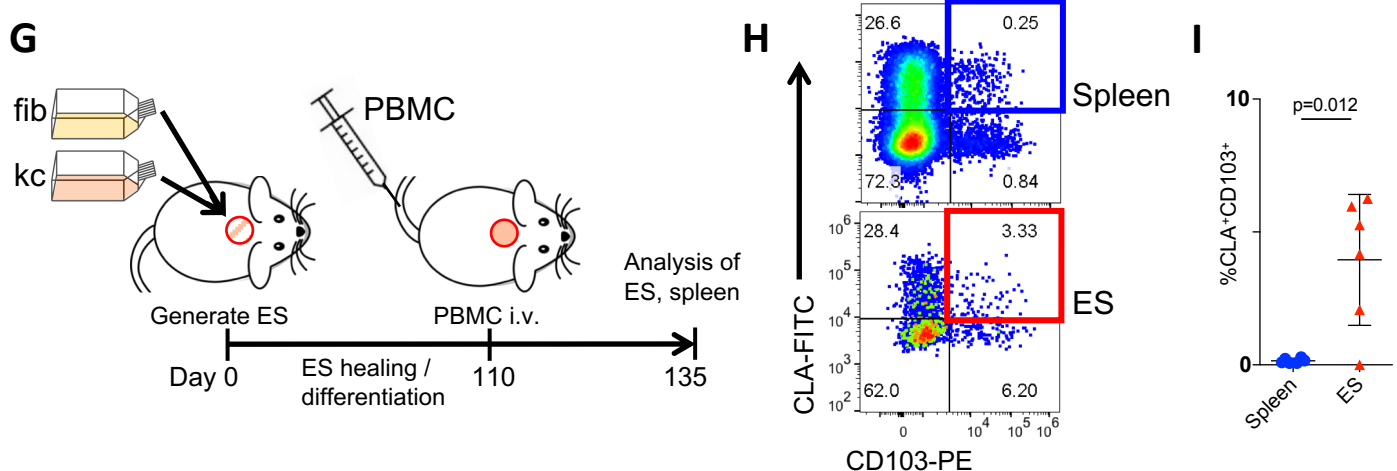 G
fib
kc
PBMC
Generate ES
PBMC i.v.
Analysis of
ES, spleen
Day 0
ES healing /
differentiation
110
135
H
26.6
0.25
72.3
0.84
Spleen
28.4
3.33
62.0
6.20
ES
10⁶
10⁵
10⁴
10³
10²
0
10⁴
10⁵
10⁶
CLA-FITC
CD103-PE
I
p=0.012
10
0
%CLA⁺CD103⁺
Spleen
ES